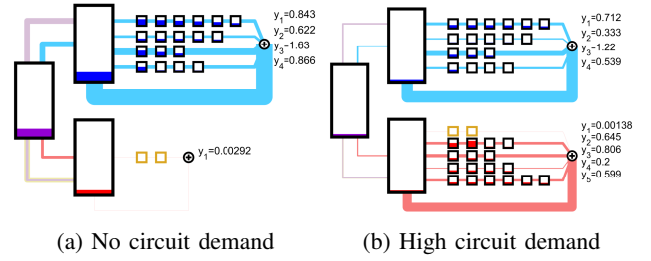 y₁=0.843
y₂=0.622
y₃=-1.63
y₄=0.866
y₁=0.00292
(a) No circuit demand
y₁=0.712
y₂=0.333
y₃=-1.22
y₄=0.539
y₁=0.00138
y₂=0.645
y₃=0.806
y₄=0.2
y₅=0.599
(b) High circuit demand